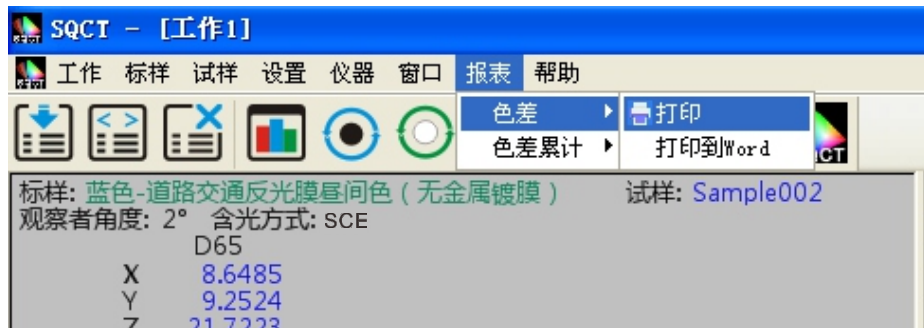 SQCT - [工作1]
工作 标样 试样 设置 仪器 窗口 报表 帮助
色差 打印
色差累计 打印到Word
QCT
标样: 蓝色-道路交通反光膜昼间色(无金属镀膜) 试样: Sample002
观察者角度: 2° 含光方式: SCE
D65
X 8.6485
Y 9.2524
Z 21.7223